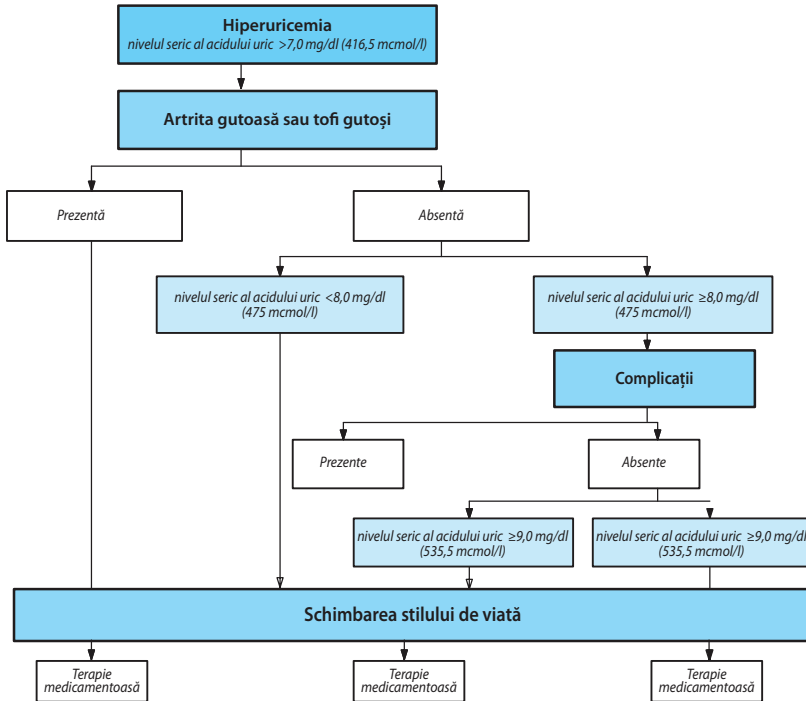 Hiperuricemia
nivelul seric al acidului uric >7,0 mg/dl (416,5 mcmol/l)
Artrita gutoasă sau tofi gutoși
Prezentă
Absentă
nivelul seric al acidului uric <8,0 mg/dl
(475 mcmol/l)
nivelul seric al acidului uric ≥8,0 mg/dl
(475 mcmol/l)
Complicații
Prezente
Absente
nivelul seric al acidului uric ≥9,0 mg/dl
(535,5 mcmol/l)
nivelul seric al acidului uric ≥9,0 mg/dl
(535,5 mcmol/l)
Schimbarea stilului de viată
Terapie
medicamentoasă
Terapie
medicamentoasă
Terapie
medicamentoasă